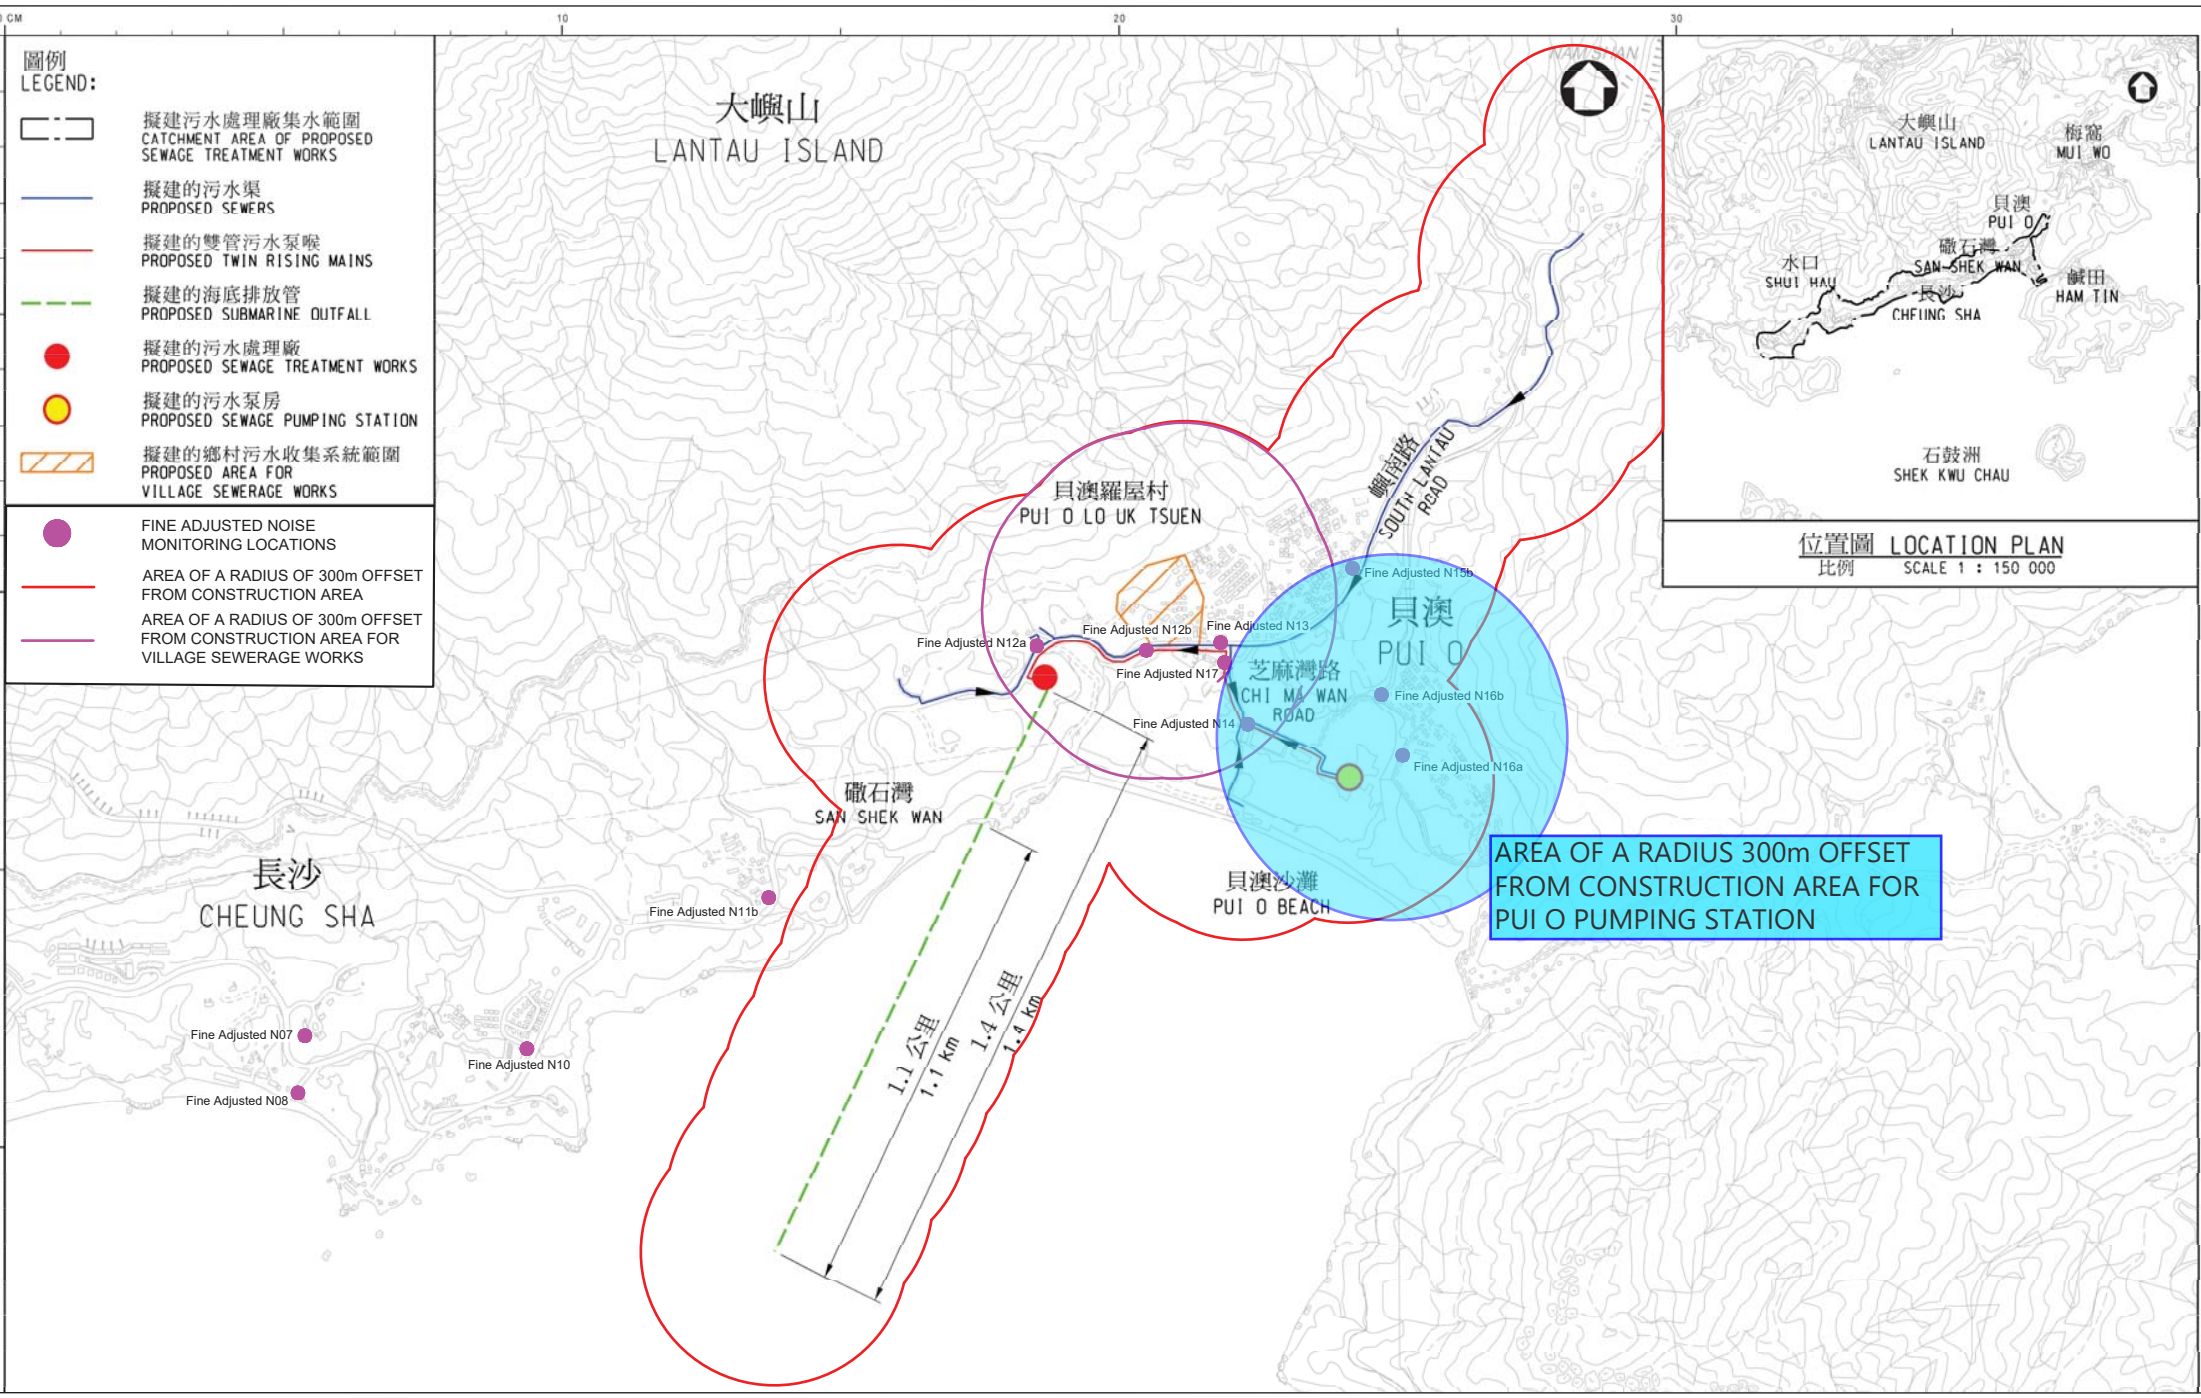 0 CM
10
20
30
圖例
LEGEND:
擬建污水處理廠集水範圍
CATCHMENT AREA OF PROPOSED
SEWAGE TREATMENT WORKS
擬建的污水渠
PROPOSED SEWERS
擬建的雙管污水泵喉
PROPOSED TWIN RISING MAINS
擬建的海底排放管
PROPOSED SUBMARINE OUTFALL
擬建的污水處理廠
PROPOSED SEWAGE TREATMENT WORKS
擬建的污水泵房
PROPOSED SEWAGE PUMPING STATION
擬建的鄉村污水收集系統範圍
PROPOSED AREA FOR
VILLAGE SEWERAGE WORKS
FINE ADJUSTED NOISE
MONITORING LOCATIONS
AREA OF A RADIUS OF 300m OFFSET
FROM CONSTRUCTION AREA
AREA OF A RADIUS OF 300m OFFSET
FROM CONSTRUCTION AREA FOR
VILLAGE SEWERAGE WORKS
大嶼山
LANTAU ISLAND
NAM SHAN
貝澳羅屋村
PUI O LO UK TSUEN
嶼南路
SOUTH LANTAU
ROAD
Fine Adjusted N15b
貝澳
PUI O
Fine Adjusted N12a
Fine Adjusted N12b
Fine Adjusted N13
Fine Adjusted N17
芝麻灣路
CHI MA WAN
ROAD
Fine Adjusted N16b
Fine Adjusted N14
Fine Adjusted N16a
磡石灣
SAN SHEK WAN
長沙
CHEUNG SHA
貝澳沙灘
PUI O BEACH
Fine Adjusted N11b
AREA OF A RADIUS 300m OFFSET
FROM CONSTRUCTION AREA FOR
PUI O PUMPING STATION
1.1 公里
1.1 km
1.4 公里
1.4 km
Fine Adjusted N07
Fine Adjusted N10
Fine Adjusted N08
大嶼山
LANTAU ISLAND
梅窩
MUI WO
貝澳
PUI O
磡石灣
SAN SHEK WAN
水口
SHUI HAU
長沙
CHEUNG SHA
鹹田
HAM TIN
石鼓洲
SHEK KWU CHAU
位置圖 LOCATION PLAN
比例 SCALE 1 : 150 000